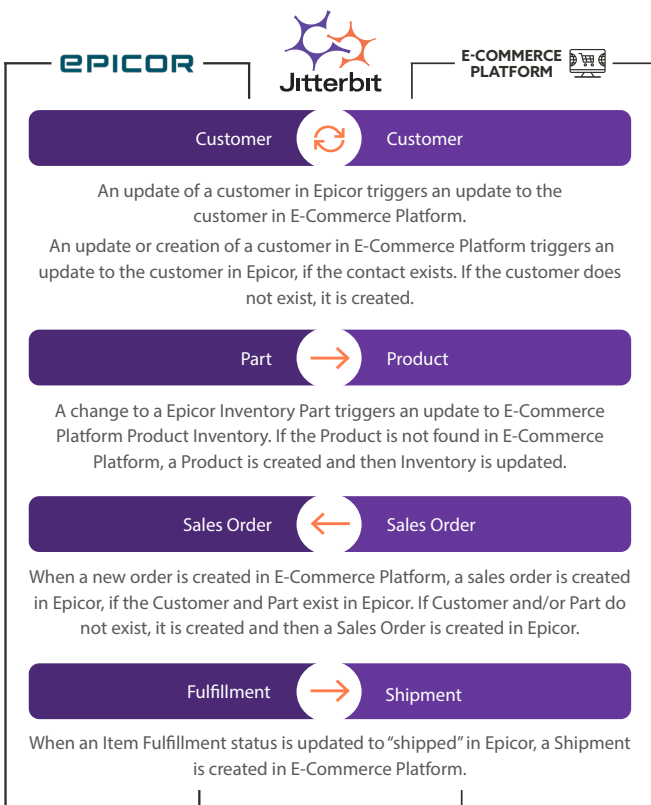 EPICOR
Jitterbit
E-COMMERCE
PLATFORM
Customer Customer
An update of a customer in Epicor triggers an update to the
customer in E-Commerce Platform.
An update or creation of a customer in E-Commerce Platform triggers an
update to the customer in Epicor, if the contact exists. If the customer does
not exist, it is created.
Part Product
A change to a Epicor Inventory Part triggers an update to E-Commerce
Platform Product Inventory. If the Product is not found in E-Commerce
Platform, a Product is created and then Inventory is updated.
Sales Order Sales Order
When a new order is created in E-Commerce Platform, a sales order is created
in Epicor, if the Customer and Part exist in Epicor. If Customer and/or Part do
not exist, it is created and then a Sales Order is created in Epicor.
Fulfillment Shipment
When an Item Fulfillment status is updated to “shipped” in Epicor, a Shipment
is created in E-Commerce Platform.